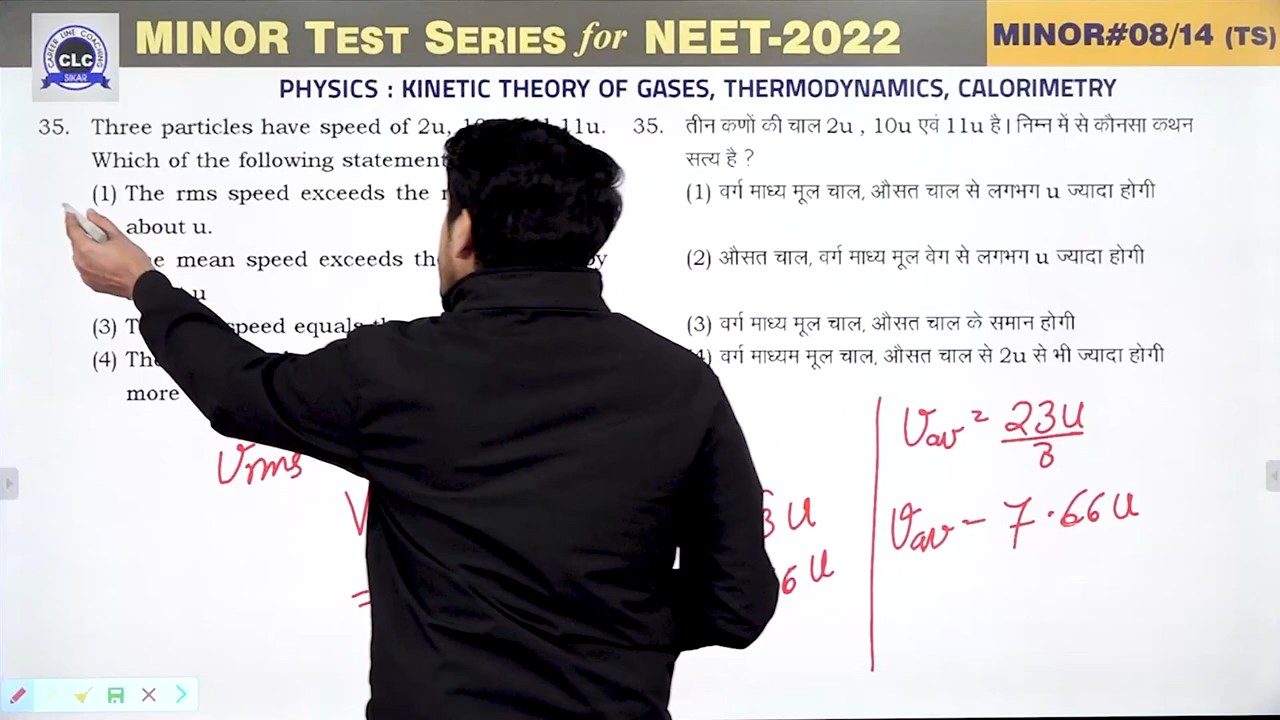 CAREER LINE COACHING
CLC
SIKAR
MINOR TEST SERIES for NEET-2022
MINOR#08/14 (TS)
PHYSICS : KINETIC THEORY OF GASES, THERMODYNAMICS, CALORIMETRY
35. Three particles have speed of 2u, 11u.
Which of the following statement
(1) The rms speed exceeds the
about u.
mean speed exceeds by
u
(3) speed equals
(4) The
more
35. तीन कणों की चाल 2u , 10u एवं 11u है। निम्न में से कौनसा कथन
सत्य है ?
(1) वर्ग माध्य मूल चाल, औसत चाल से लगभग u ज्यादा होगी
(2) औसत चाल, वर्ग माध्य मूल वेग से लगभग u ज्यादा होगी
(3) वर्ग माध्य मूल चाल, औसत चाल के समान होगी
वर्ग माध्यम मूल चाल, औसत चाल से 2u से भी ज्यादा होगी
Vrms
=
3u
6u
Vav = 23u
3
Vav - 7.66u